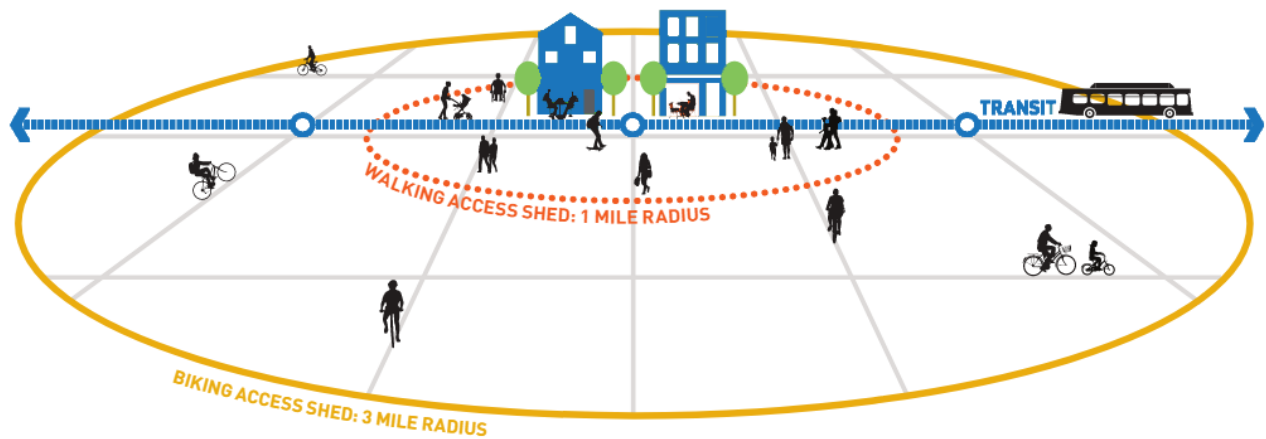 TRANSIT
WALKING ACCESS SHED: 1 MILE RADIUS
BIKING ACCESS SHED: 3 MILE RADIUS